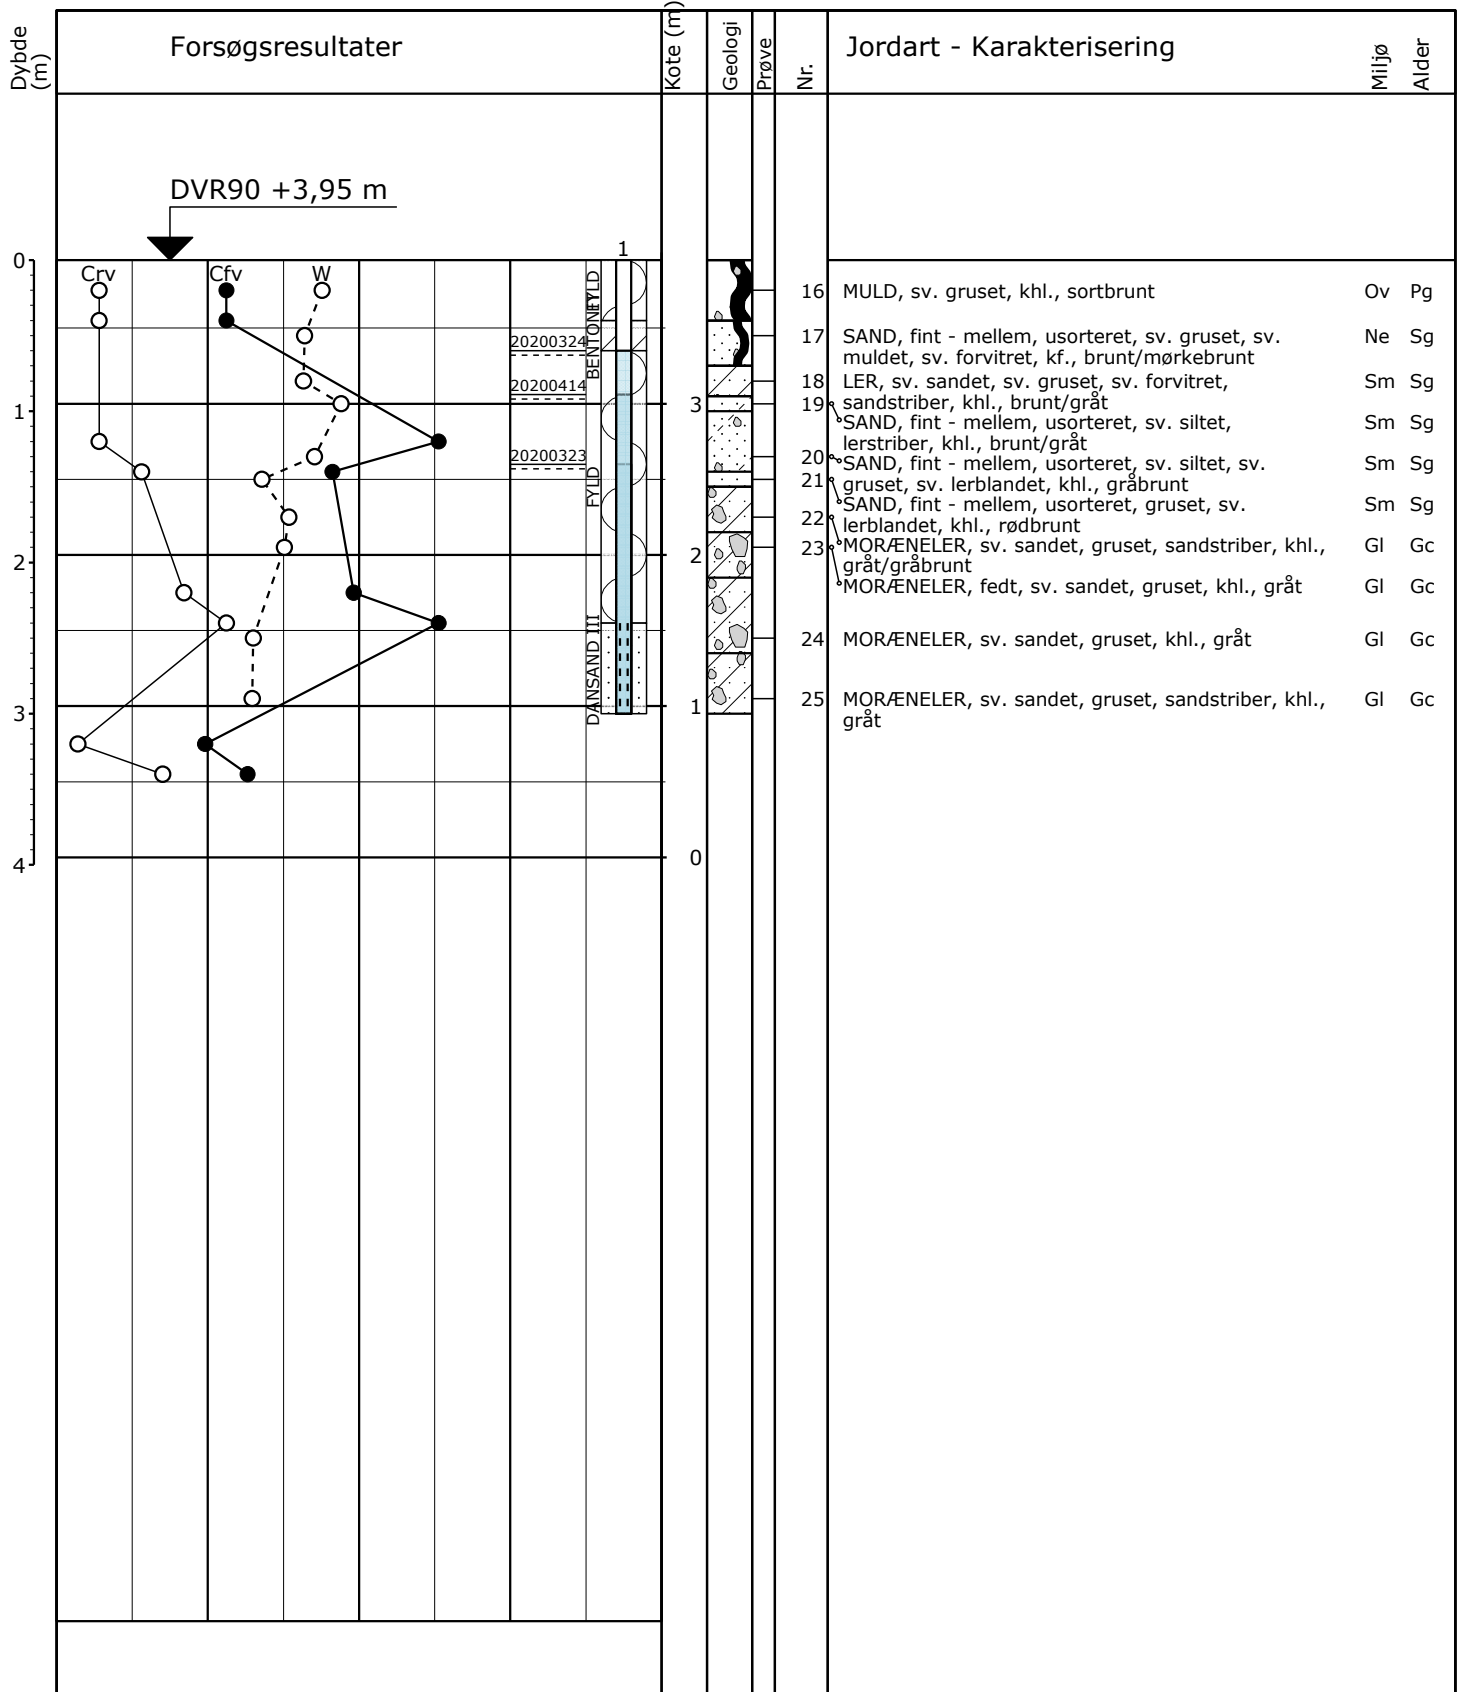 Dybde (m)
Forsøgsresultater
Kote (m)
Geologi
Prøve
Nr.
Jordart - Karakterisering
Miljø
Alder
DVR90 +3,95 m
1
0
Crv
Cfv
W
FYLD
16 MULD, sv. gruset, khl., sortbrunt Ov Pg
BENTONIT
20200324
17 SAND, fint - mellem, usorteret, sv. gruset, sv. Ne Sg
muldet, sv. forvitret, kf., brunt/mørkebrunt
20200414
18 LER, sv. sandet, sv. gruset, sv. forvitret, Sm Sg
1
3
19 sandstriber, khl., brunt/gråt
SAND, fint - mellem, usorteret, sv. siltet, Sm Sg
lerstriber, khl., brunt/gråt
20200323
20 SAND, fint - mellem, usorteret, sv. siltet, sv. Sm Sg
FYLD
21 gruset, sv. lerblandet, khl., gråbrunt
SAND, fint - mellem, usorteret, gruset, sv. Sm Sg
22 lerblandet, khl., rødbrunt
2
2
23 MORÆNELER, sv. sandet, gruset, sandstriber, khl., Gl Gc
gråt/gråbrunt
MORÆNELER, fedt, sv. sandet, gruset, khl., gråt Gl Gc
DANSAND III
24 MORÆNELER, sv. sandet, gruset, khl., gråt Gl Gc
3
1
25 MORÆNELER, sv. sandet, gruset, sandstriber, khl., Gl Gc
gråt
4
0